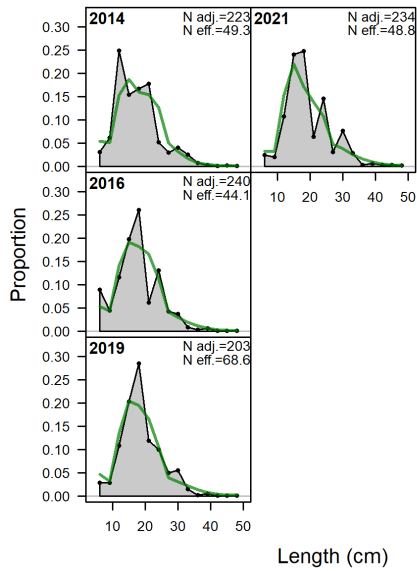 2014
N adj.=223
N eff.=49.3
0.30
0.25
0.20
0.15
0.10
0.05
0.00
2021
N adj.=234
N eff.=48.8
10 20 30 40 50
2016
N adj.=240
N eff.=44.1
0.30
0.25
0.20
0.15
0.10
0.05
0.00
Proportion
2019
N adj.=203
N eff.=68.6
0.30
0.25
0.20
0.15
0.10
0.05
0.00
10 20 30 40 50
Length (cm)